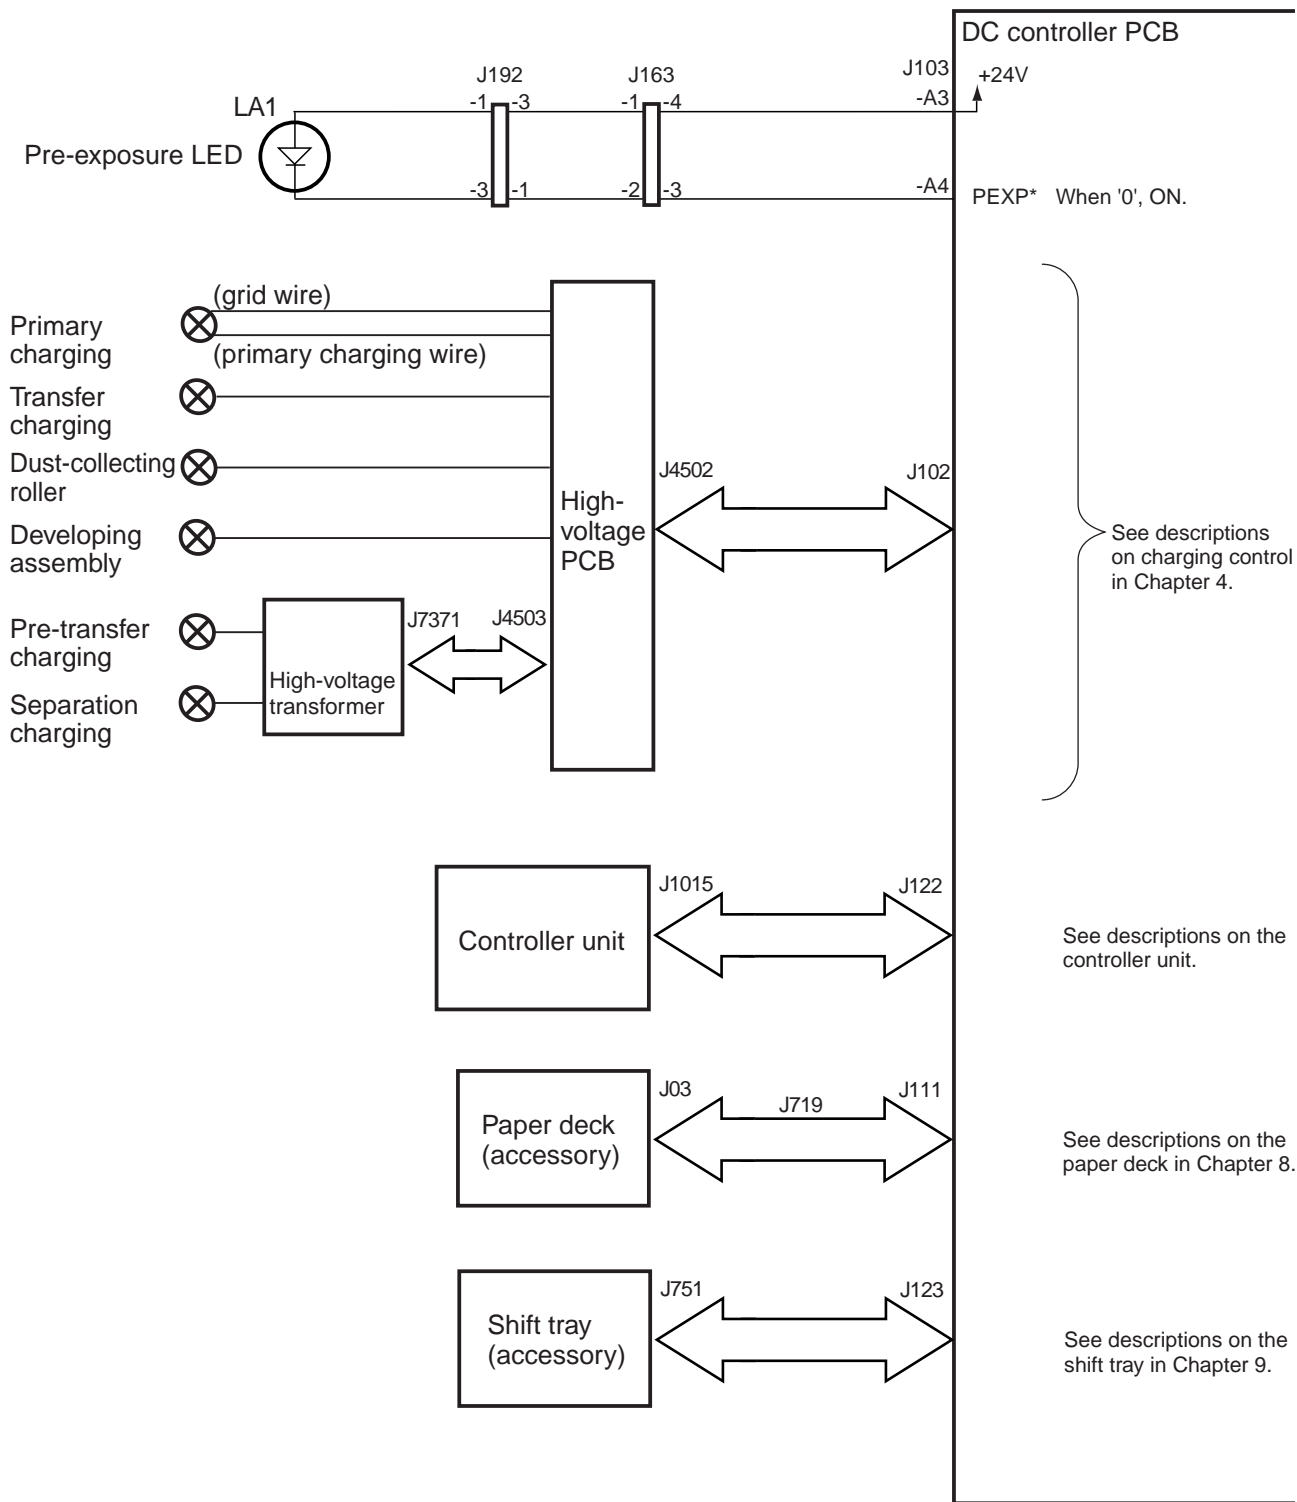 DC controller PCB
J192
J163
J103
+24V
LA1
-1
-3
-1
-4
-A3
Pre-exposure LED
-3
-1
-2
-3
-A4
PEXP* When '0', ON.
(grid wire)
Primary
charging
(primary charging wire)
Transfer
charging
Dust-collecting
roller
Developing
assembly
High-
voltage
PCB
J4502
J102
See descriptions
on charging control
in Chapter 4.
Pre-transfer
charging
Separation
charging
High-voltage
transformer
J7371
J4503
Controller unit
J1015
J122
See descriptions on the
controller unit.
Paper deck
(accessory)
J03
J719
J111
See descriptions on the
paper deck in Chapter 8.
Shift tray
(accessory)
J751
J123
See descriptions on the
shift tray in Chapter 9.